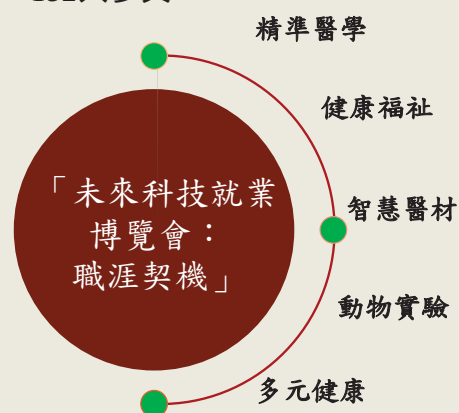 精準醫學
健康福祉
「未來科技就業
博覽會：
職涯契機」
智慧醫材
動物實驗
多元健康